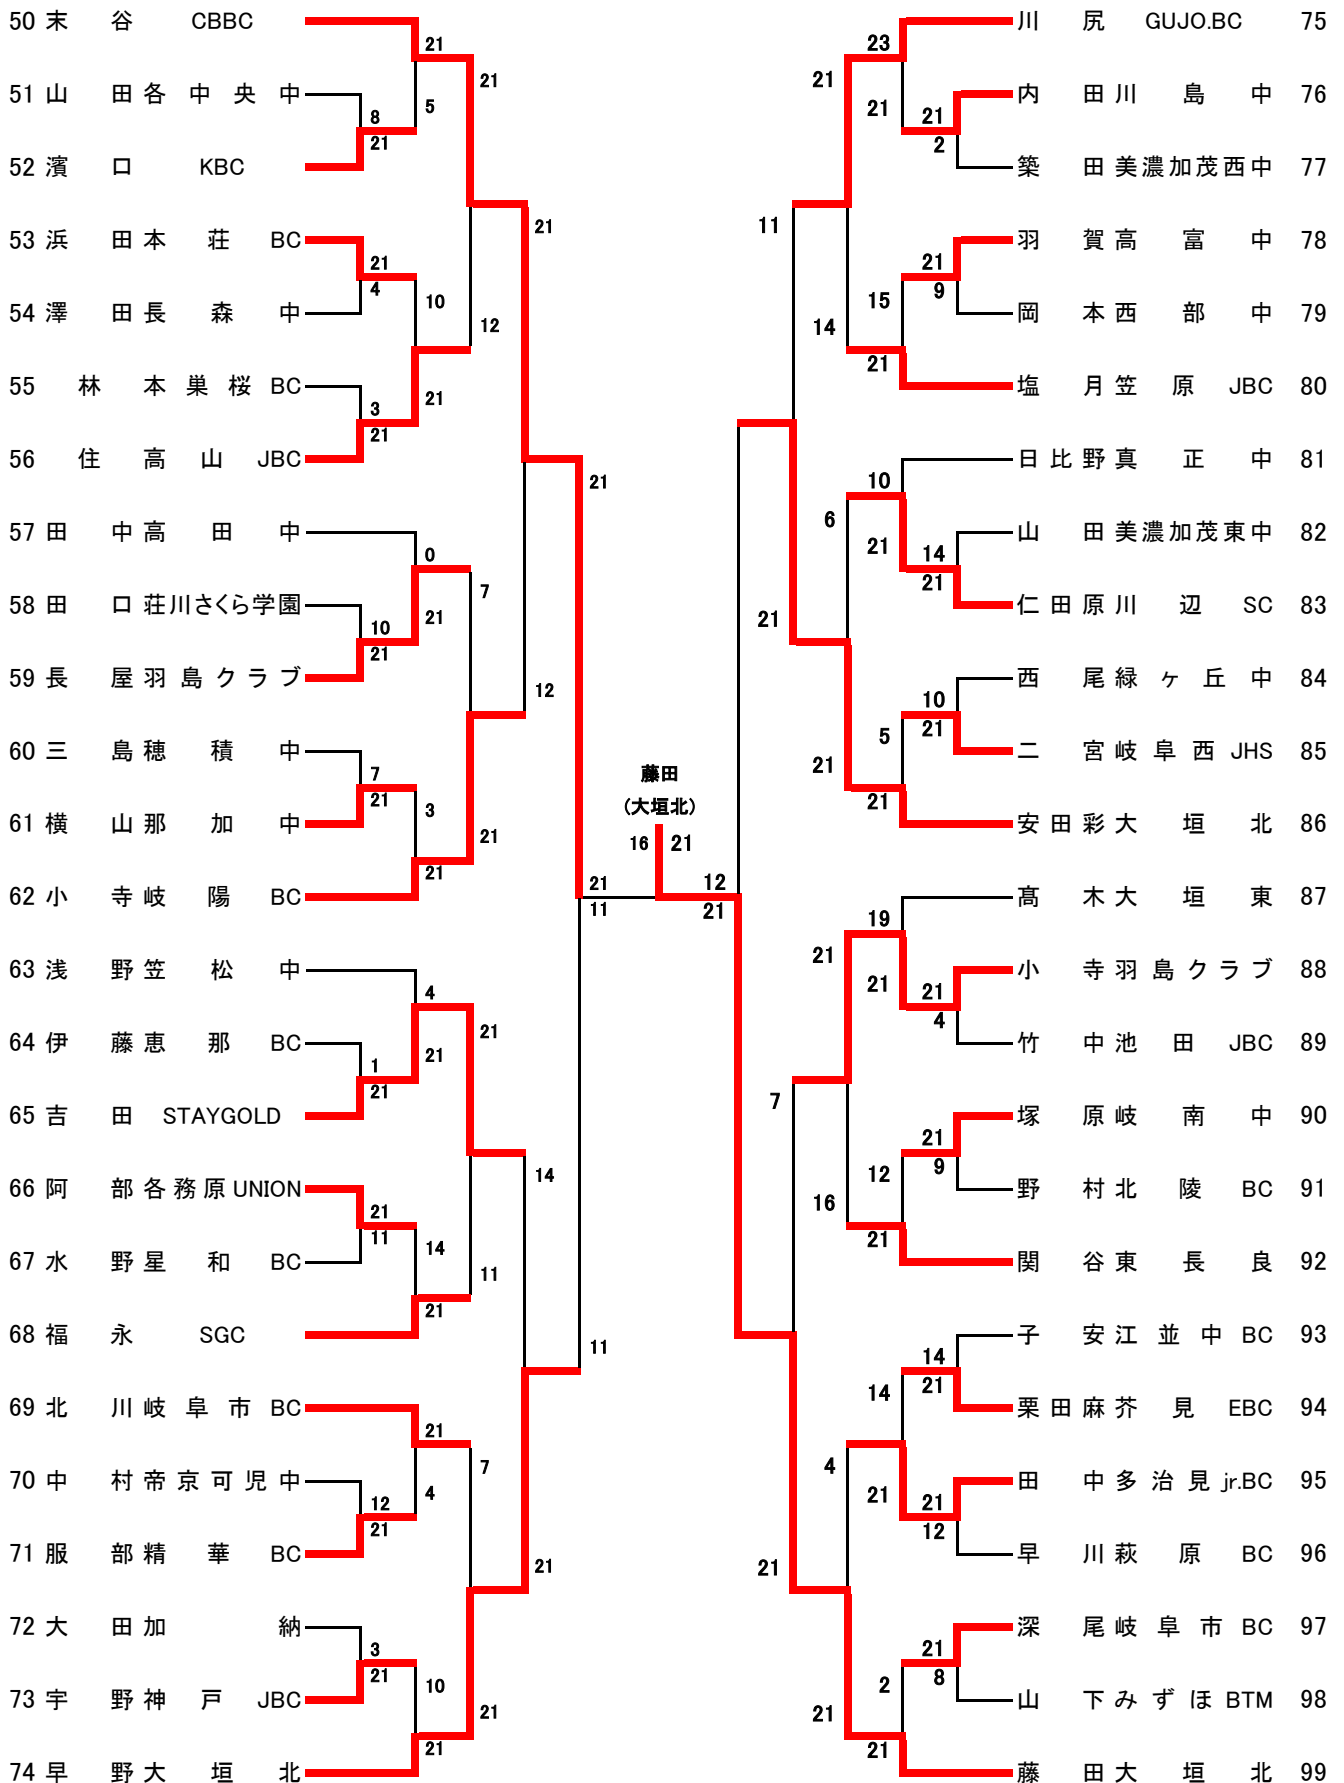 50 末谷 CBBC
21
21
51 山田 各中央中
8
5
21
52 濱口 KBC
21
53 浜田 本荘 BC
21
4
10
54 澤田 長森中
12
55 林 本巣桜 BC
3
21
21
56 住 高山 JBC
21
57 田中 高田中
0
7
58 田口 荘川さくら学園
10
21
21
59 長屋 羽島クラブ
12
60 三島 穂積中
7
21
3
61 横山 那加中
21
21
62 小寺 岐陽 BC
21
11
63 浅野 笠松中
4
21
64 伊藤 恵那 BC
1
21
21
65 吉田 STAYGOLD
14
66 阿部 各務原 UNION
21
11
14
67 水野 星和 BC
11
21
68 福永 SGC
11
69 北川 岐阜市 BC
21
7
70 中村 帝京可児中
12
4
21
71 服部 精華 BC
21
72 大田 加納
3
21
10
73 宇野 神戸 JBC
21
21
74 早野 大垣北
藤田
(大垣北)
16 21
川尻 GUJO.BC 75
23
21
内田 川島中 76
21
21
2
築田 美濃加茂西中 77
11
羽賀 高富中 78
21
15
9
岡本 西部中 79
14
21
塩月 笠原 JBC 80
日比野 真正中 81
10
6
山田 美濃加茂東中 82
21
14
21
仁田原 川辺 SC 83
21
西尾 緑ヶ丘中 84
10
5
21
二宮 岐阜西 JHS 85
21
21
安田彩 大垣北 86
12
21
髙木 大垣東 87
19
21
小寺 羽島クラブ 88
21
21
4
竹中 池田 JBC 89
7
塚原 岐南中 90
21
12
9
野村 北陵 BC 91
16
21
関谷 東長良 92
子安 江並中 BC 93
14
14
21
栗田麻 芥見 EBC 94
4
田中 多治見 jr.BC 95
21
21
12
早川 萩原 BC 96
21
深尾 岐阜市 BC 97
21
2
8
山下 みずほ BTM 98
21
21
藤田 大垣北 99